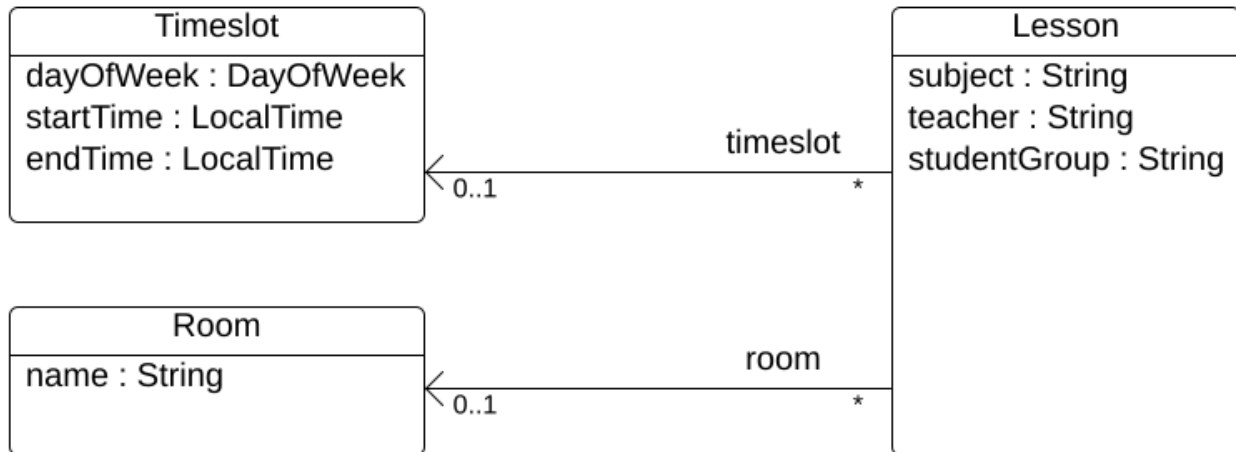 Timeslot
dayOfWeek : DayOfWeek
startTime : LocalTime
endTime : LocalTime
Lesson
subject : String
teacher : String
studentGroup : String
timeslot
0..1
*
Room
name : String
room
0..1
*